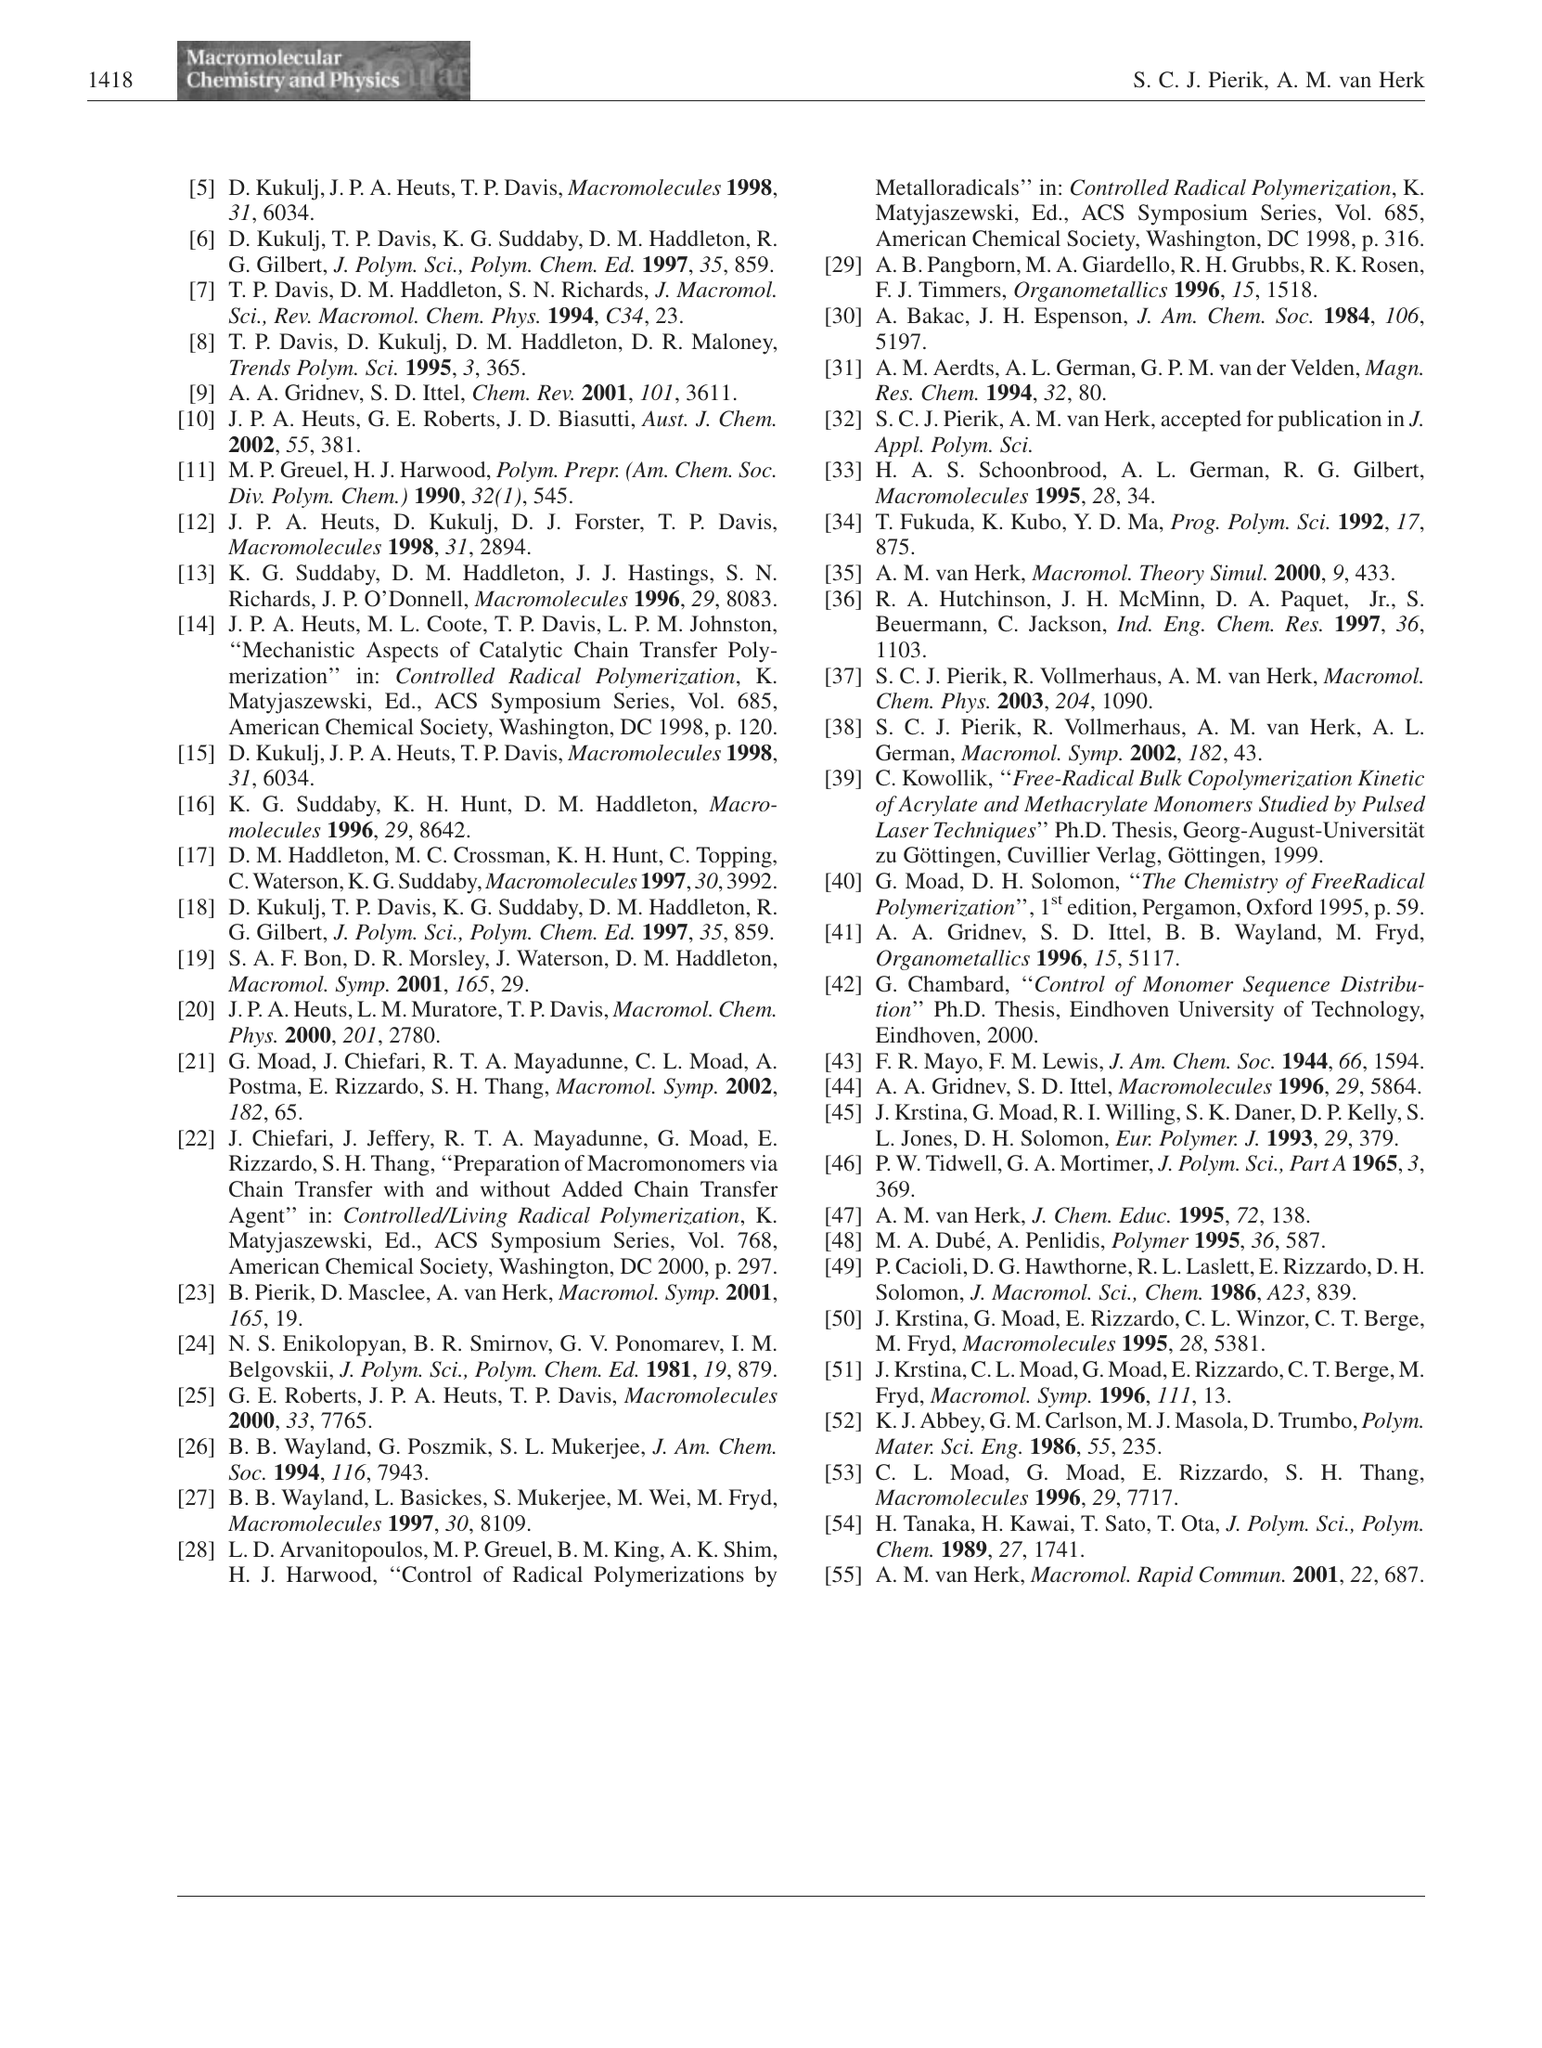 1418
Macromolecular
Chemistry and Physics
S. C. J. Pierik, A. M. van Herk
[5] D. Kukulj, J. P. A. Heuts, T. P. Davis, Macromolecules 1998,
31, 6034.
[6] D. Kukulj, T. P. Davis, K. G. Suddaby, D. M. Haddleton, R.
G. Gilbert, J. Polym. Sci., Polym. Chem. Ed. 1997, 35, 859.
[7] T. P. Davis, D. M. Haddleton, S. N. Richards, J. Macromol.
Sci., Rev. Macromol. Chem. Phys. 1994, C34, 23.
[8] T. P. Davis, D. Kukulj, D. M. Haddleton, D. R. Maloney,
Trends Polym. Sci. 1995, 3, 365.
[9] A. A. Gridnev, S. D. Ittel, Chem. Rev. 2001, 101, 3611.
[10] J. P. A. Heuts, G. E. Roberts, J. D. Biasutti, Aust. J. Chem.
2002, 55, 381.
[11] M. P. Greuel, H. J. Harwood, Polym. Prepr. (Am. Chem. Soc.
Div. Polym. Chem.) 1990, 32(1), 545.
[12] J. P. A. Heuts, D. Kukulj, D. J. Forster, T. P. Davis,
Macromolecules 1998, 31, 2894.
[13] K. G. Suddaby, D. M. Haddleton, J. J. Hastings, S. N.
Richards, J. P. O'Donnell, Macromolecules 1996, 29, 8083.
[14] J. P. A. Heuts, M. L. Coote, T. P. Davis, L. P. M. Johnston,
‘‘Mechanistic Aspects of Catalytic Chain Transfer Poly-
merization’’ in: Controlled Radical Polymerization, K.
Matyjaszewski, Ed., ACS Symposium Series, Vol. 685,
American Chemical Society, Washington, DC 1998, p. 120.
[15] D. Kukulj, J. P. A. Heuts, T. P. Davis, Macromolecules 1998,
31, 6034.
[16] K. G. Suddaby, K. H. Hunt, D. M. Haddleton, Macro-
molecules 1996, 29, 8642.
[17] D. M. Haddleton, M. C. Crossman, K. H. Hunt, C. Topping,
C. Waterson, K. G. Suddaby, Macromolecules 1997, 30, 3992.
[18] D. Kukulj, T. P. Davis, K. G. Suddaby, D. M. Haddleton, R.
G. Gilbert, J. Polym. Sci., Polym. Chem. Ed. 1997, 35, 859.
[19] S. A. F. Bon, D. R. Morsley, J. Waterson, D. M. Haddleton,
Macromol. Symp. 2001, 165, 29.
[20] J. P. A. Heuts, L. M. Muratore, T. P. Davis, Macromol. Chem.
Phys. 2000, 201, 2780.
[21] G. Moad, J. Chiefari, R. T. A. Mayadunne, C. L. Moad, A.
Postma, E. Rizzardo, S. H. Thang, Macromol. Symp. 2002,
182, 65.
[22] J. Chiefari, J. Jeffery, R. T. A. Mayadunne, G. Moad, E.
Rizzardo, S. H. Thang, ‘‘Preparation of Macromonomers via
Chain Transfer with and without Added Chain Transfer
Agent’’ in: Controlled/Living Radical Polymerization, K.
Matyjaszewski, Ed., ACS Symposium Series, Vol. 768,
American Chemical Society, Washington, DC 2000, p. 297.
[23] B. Pierik, D. Masclee, A. van Herk, Macromol. Symp. 2001,
165, 19.
[24] N. S. Enikolopyan, B. R. Smirnov, G. V. Ponomarev, I. M.
Belgovskii, J. Polym. Sci., Polym. Chem. Ed. 1981, 19, 879.
[25] G. E. Roberts, J. P. A. Heuts, T. P. Davis, Macromolecules
2000, 33, 7765.
[26] B. B. Wayland, G. Poszmik, S. L. Mukerjee, J. Am. Chem.
Soc. 1994, 116, 7943.
[27] B. B. Wayland, L. Basickes, S. Mukerjee, M. Wei, M. Fryd,
Macromolecules 1997, 30, 8109.
[28] L. D. Arvanitopoulos, M. P. Greuel, B. M. King, A. K. Shim,
H. J. Harwood, ‘‘Control of Radical Polymerizations by
Metalloradicals’’ in: Controlled Radical Polymerization, K.
Matyjaszewski, Ed., ACS Symposium Series, Vol. 685,
American Chemical Society, Washington, DC 1998, p. 316.
[29] A. B. Pangborn, M. A. Giardello, R. H. Grubbs, R. K. Rosen,
F. J. Timmers, Organometallics 1996, 15, 1518.
[30] A. Bakac, J. H. Espenson, J. Am. Chem. Soc. 1984, 106,
5197.
[31] A. M. Aerdts, A. L. German, G. P. M. van der Velden, Magn.
Res. Chem. 1994, 32, 80.
[32] S. C. J. Pierik, A. M. van Herk, accepted for publication in J.
Appl. Polym. Sci.
[33] H. A. S. Schoonbrood, A. L. German, R. G. Gilbert,
Macromolecules 1995, 28, 34.
[34] T. Fukuda, K. Kubo, Y. D. Ma, Prog. Polym. Sci. 1992, 17,
875.
[35] A. M. van Herk, Macromol. Theory Simul. 2000, 9, 433.
[36] R. A. Hutchinson, J. H. McMinn, D. A. Paquet, Jr., S.
Beuermann, C. Jackson, Ind. Eng. Chem. Res. 1997, 36,
1103.
[37] S. C. J. Pierik, R. Vollmerhaus, A. M. van Herk, Macromol.
Chem. Phys. 2003, 204, 1090.
[38] S. C. J. Pierik, R. Vollmerhaus, A. M. van Herk, A. L.
German, Macromol. Symp. 2002, 182, 43.
[39] C. Kowollik, ‘‘Free-Radical Bulk Copolymerization Kinetic
of Acrylate and Methacrylate Monomers Studied by Pulsed
Laser Techniques’’ Ph.D. Thesis, Georg-August-Universität
zu Göttingen, Cuvillier Verlag, Göttingen, 1999.
[40] G. Moad, D. H. Solomon, ‘‘The Chemistry of FreeRadical
Polymerization’’, 1st edition, Pergamon, Oxford 1995, p. 59.
[41] A. A. Gridnev, S. D. Ittel, B. B. Wayland, M. Fryd,
Organometallics 1996, 15, 5117.
[42] G. Chambard, ‘‘Control of Monomer Sequence Distribu-
tion’’ Ph.D. Thesis, Eindhoven University of Technology,
Eindhoven, 2000.
[43] F. R. Mayo, F. M. Lewis, J. Am. Chem. Soc. 1944, 66, 1594.
[44] A. A. Gridnev, S. D. Ittel, Macromolecules 1996, 29, 5864.
[45] J. Krstina, G. Moad, R. I. Willing, S. K. Daner, D. P. Kelly, S.
L. Jones, D. H. Solomon, Eur. Polymer. J. 1993, 29, 379.
[46] P. W. Tidwell, G. A. Mortimer, J. Polym. Sci., Part A 1965, 3,
369.
[47] A. M. van Herk, J. Chem. Educ. 1995, 72, 138.
[48] M. A. Dubé, A. Penlidis, Polymer 1995, 36, 587.
[49] P. Cacioli, D. G. Hawthorne, R. L. Laslett, E. Rizzardo, D. H.
Solomon, J. Macromol. Sci., Chem. 1986, A23, 839.
[50] J. Krstina, G. Moad, E. Rizzardo, C. L. Winzor, C. T. Berge,
M. Fryd, Macromolecules 1995, 28, 5381.
[51] J. Krstina, C. L. Moad, G. Moad, E. Rizzardo, C. T. Berge, M.
Fryd, Macromol. Symp. 1996, 111, 13.
[52] K. J. Abbey, G. M. Carlson, M. J. Masola, D. Trumbo, Polym.
Mater. Sci. Eng. 1986, 55, 235.
[53] C. L. Moad, G. Moad, E. Rizzardo, S. H. Thang,
Macromolecules 1996, 29, 7717.
[54] H. Tanaka, H. Kawai, T. Sato, T. Ota, J. Polym. Sci., Polym.
Chem. 1989, 27, 1741.
[55] A. M. van Herk, Macromol. Rapid Commun. 2001, 22, 687.